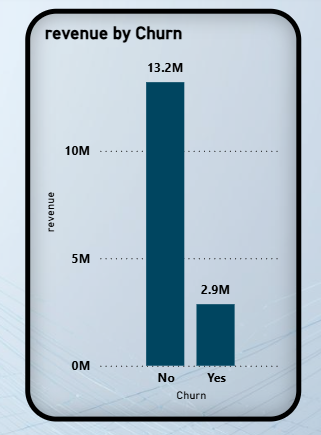 revenue by Churn
13.2M
10M
revenue
5M
2.9M
0M
No Yes
Churn